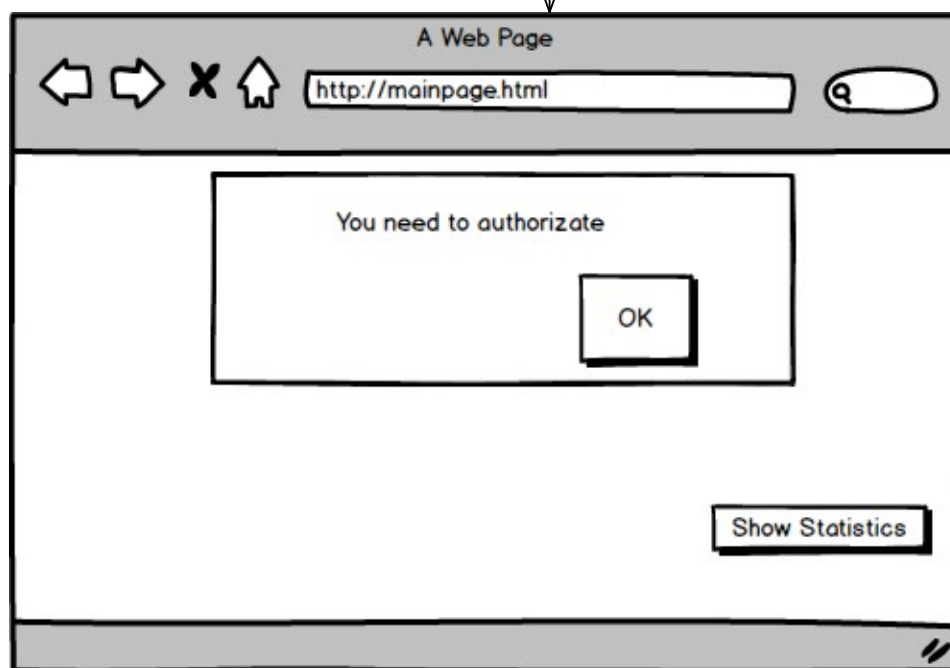 A Web Page
http://mainpage.html
You need to authorizate
OK
Show Statistics